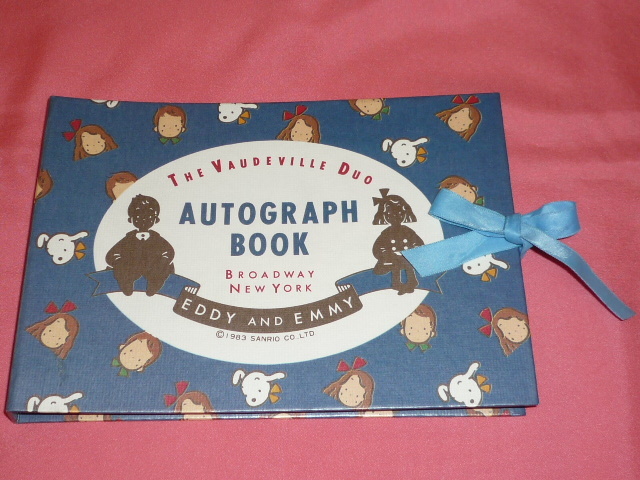 THE VAUDEVILLE DUO
AUTOGRAPH
BOOK
BROADWAY
NEW YORK
EDDY AND EMMY
©1983 SANRIO CO.,LTD